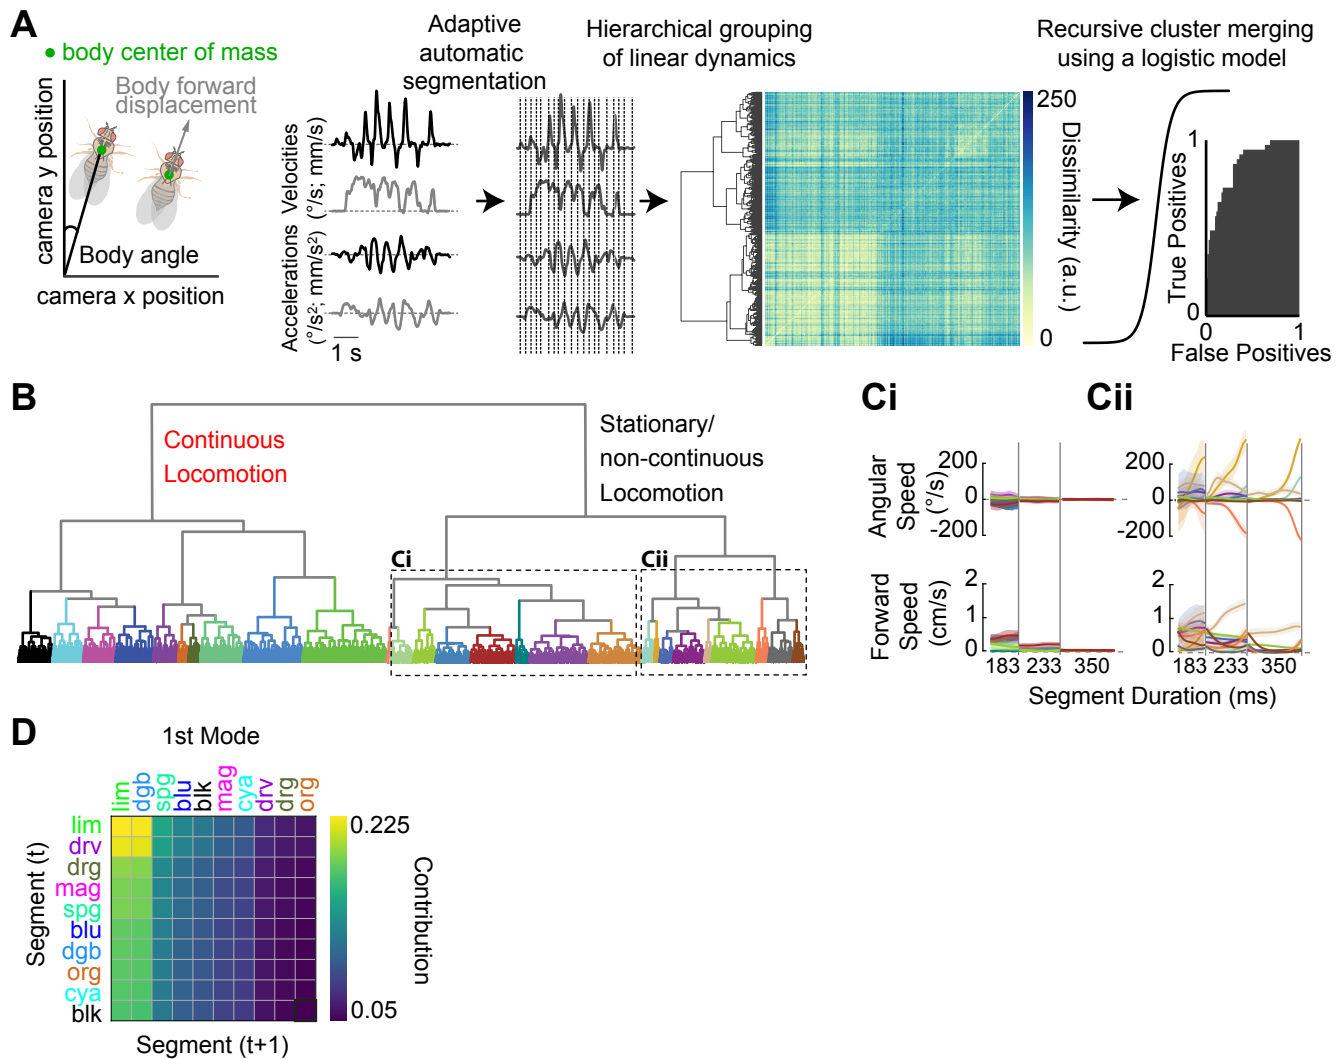 A
body center of mass
camera y position
Body forward
displacement
Body angle
camera x position
Velocities
(°/s; mm/s)
Accelerations
(°/s²; mm/s²)
1 s
Adaptive
automatic
segmentation
Hierarchical grouping
of linear dynamics
250
0
Dissimilarity (a.u.)
Recursive cluster merging
using a logistic model
True Positives
1
0
0
1
False Positives
B
Continuous
Locomotion
Stationary/
non-continuous
Locomotion
Ci
Cii
Ci
Angular
Speed
(°/s)
200
0
-200
Forward
Speed
(cm/s)
2
1
0
183
233
350
Cii
200
0
-200
2
1
0
183
233
350
Segment Duration (ms)
D
1st Mode
lim
dgb
spg
blu
blk
mag
cya
drv
drg
org
Segment (t)
lim
drv
drg
mag
spg
blu
dgb
org
cya
blk
Segment (t+1)
0.225
0.05
Contribution